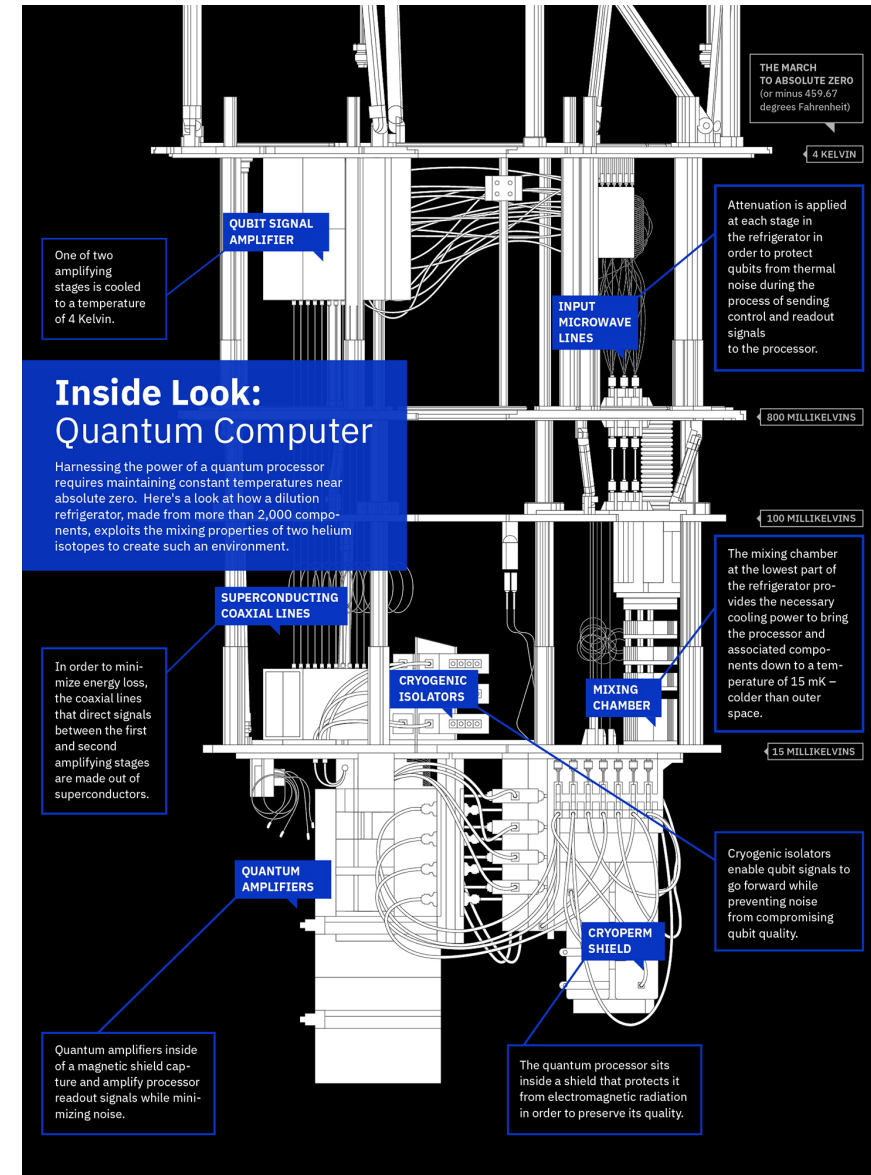 THE MARCH
TO ABSOLUTE ZERO
(or minus 459.67
degrees Fahrenheit)
4 KELVIN
QUBIT SIGNAL
AMPLIFIER
One of two
amplifying
stages is cooled
to a temperature
of 4 Kelvin.
Attenuation is applied
at each stage in
the refrigerator in
order to protect
qubits from thermal
noise during the
process of sending
control and readout
signals
to the processor.
INPUT
MICROWAVE
LINES
Inside Look:
Quantum Computer
Harnessing the power of a quantum processor
requires maintaining constant temperatures near
absolute zero.  Here's a look at how a dilution
refrigerator, made from more than 2,000 compo-
nents, exploits the mixing properties of two helium
isotopes to create such an environment.
800 MILLIKELVINS
100 MILLIKELVINS
SUPERCONDUCTING
COAXIAL LINES
In order to mini-
mize energy loss,
the coaxial lines
that direct signals
between the first
and second
amplifying stages
are made out of
superconductors.
CRYOGENIC
ISOLATORS
MIXING
CHAMBER
The mixing chamber
at the lowest part of
the refrigerator pro-
vides the necessary
cooling power to bring
the processor and
associated compo-
nents down to a tem-
perature of 15 mK –
colder than outer
space.
15 MILLIKELVINS
Cryogenic isolators
enable qubit signals to
go forward while
preventing noise
from compromising
qubit quality.
QUANTUM
AMPLIFIERS
CRYOPERM
SHIELD
Quantum amplifiers inside
of a magnetic shield cap-
ture and amplify processor
readout signals while mini-
mizing noise.
The quantum processor sits
inside a shield that protects it
from electromagnetic radiation
in order to preserve its quality.